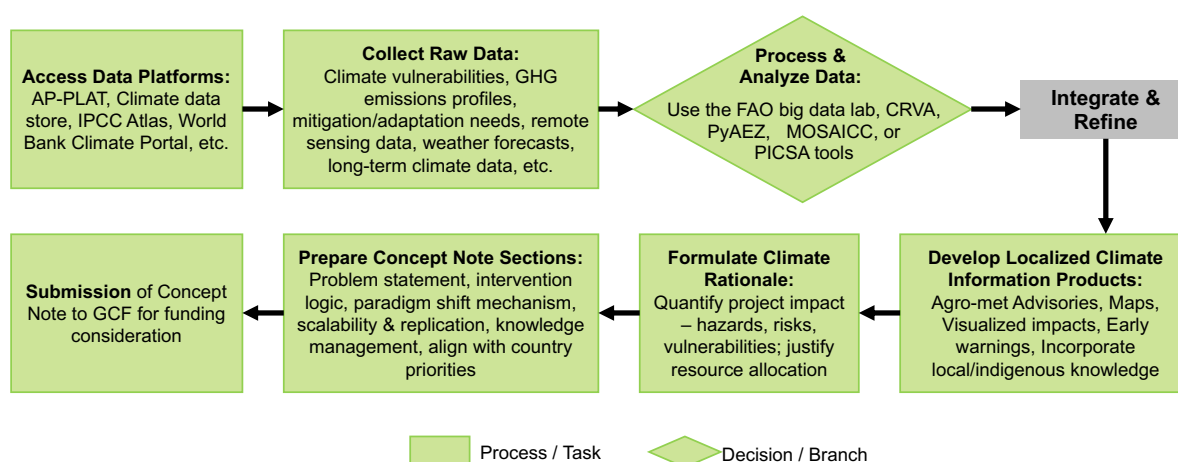 Access Data Platforms:
AP-PLAT, Climate data
store, IPCC Atlas, World
Bank Climate Portal, etc.
Collect Raw Data:
Climate vulnerabilities, GHG
emissions profiles,
mitigation/adaptation needs, remote
sensing data, weather forecasts,
long-term climate data, etc.
Process &
Analyze Data:
Use the FAO big data lab, CRVA,
PyAEZ, MOSAICC, or
PICSA tools
Integrate &
Refine
Submission of Concept
Note to GCF for funding
consideration
Prepare Concept Note Sections:
Problem statement, intervention
logic, paradigm shift mechanism,
scalability & replication, knowledge
management, align with country
priorities
Formulate Climate
Rationale:
Quantify project impact
– hazards, risks,
vulnerabilities; justify
resource allocation
Develop Localized Climate
Information Products:
Agro-met Advisories, Maps,
Visualized impacts, Early
warnings, Incorporate
local/indigenous knowledge
Process / Task
Decision / Branch